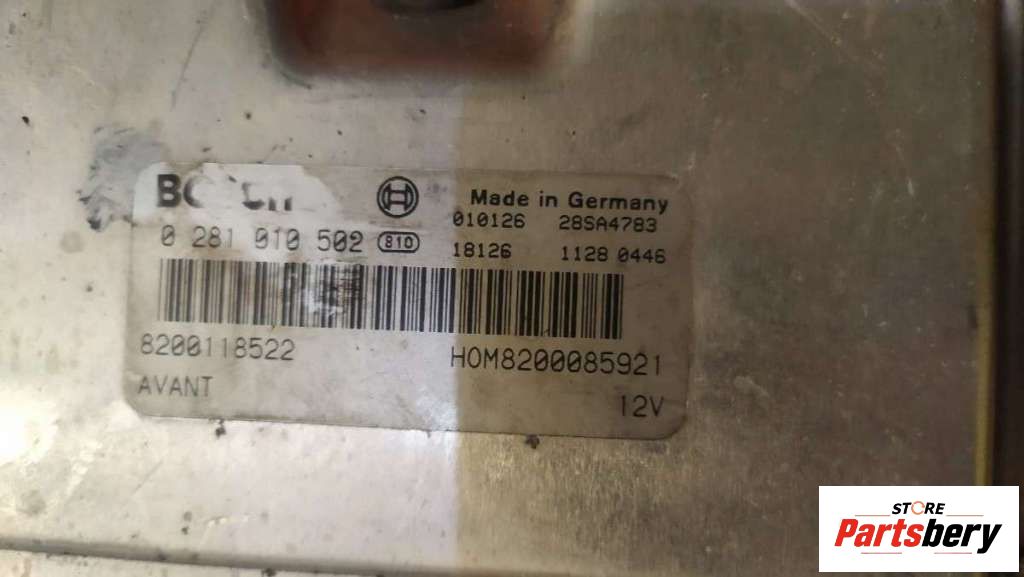 Made in Germany
010126 28SA4783
0 281 010 502 810
18126 1128 0446
8200118522 HOM8200085921
AVANT 12V
STORE
Partsbery